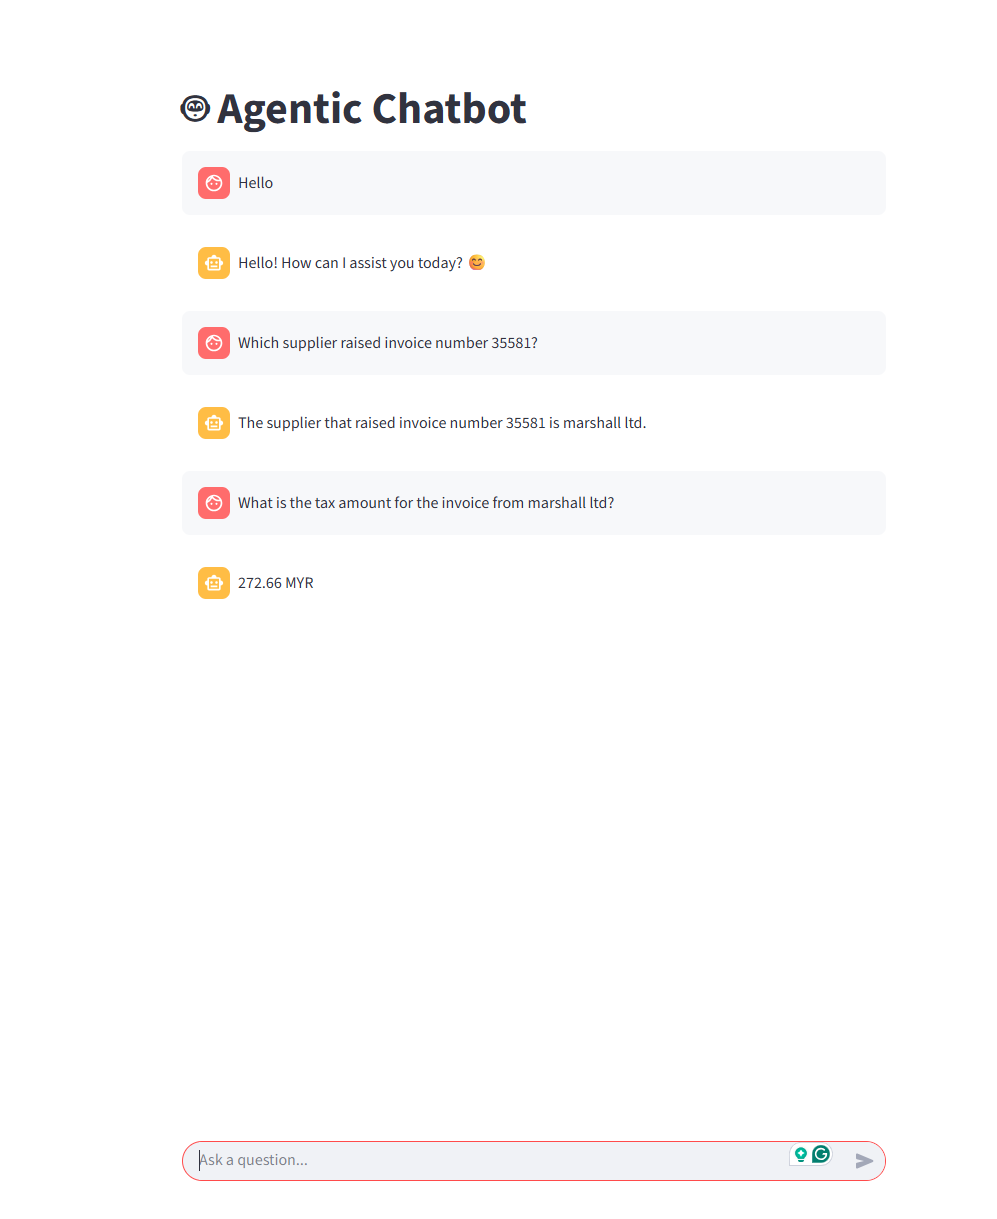 Agentic Chatbot
Hello
Hello! How can I assist you today? 😊
Which supplier raised invoice number 35581?
The supplier that raised invoice number 35581 is marshall ltd.
What is the tax amount for the invoice from marshall ltd?
272.66 MYR
Ask a question...